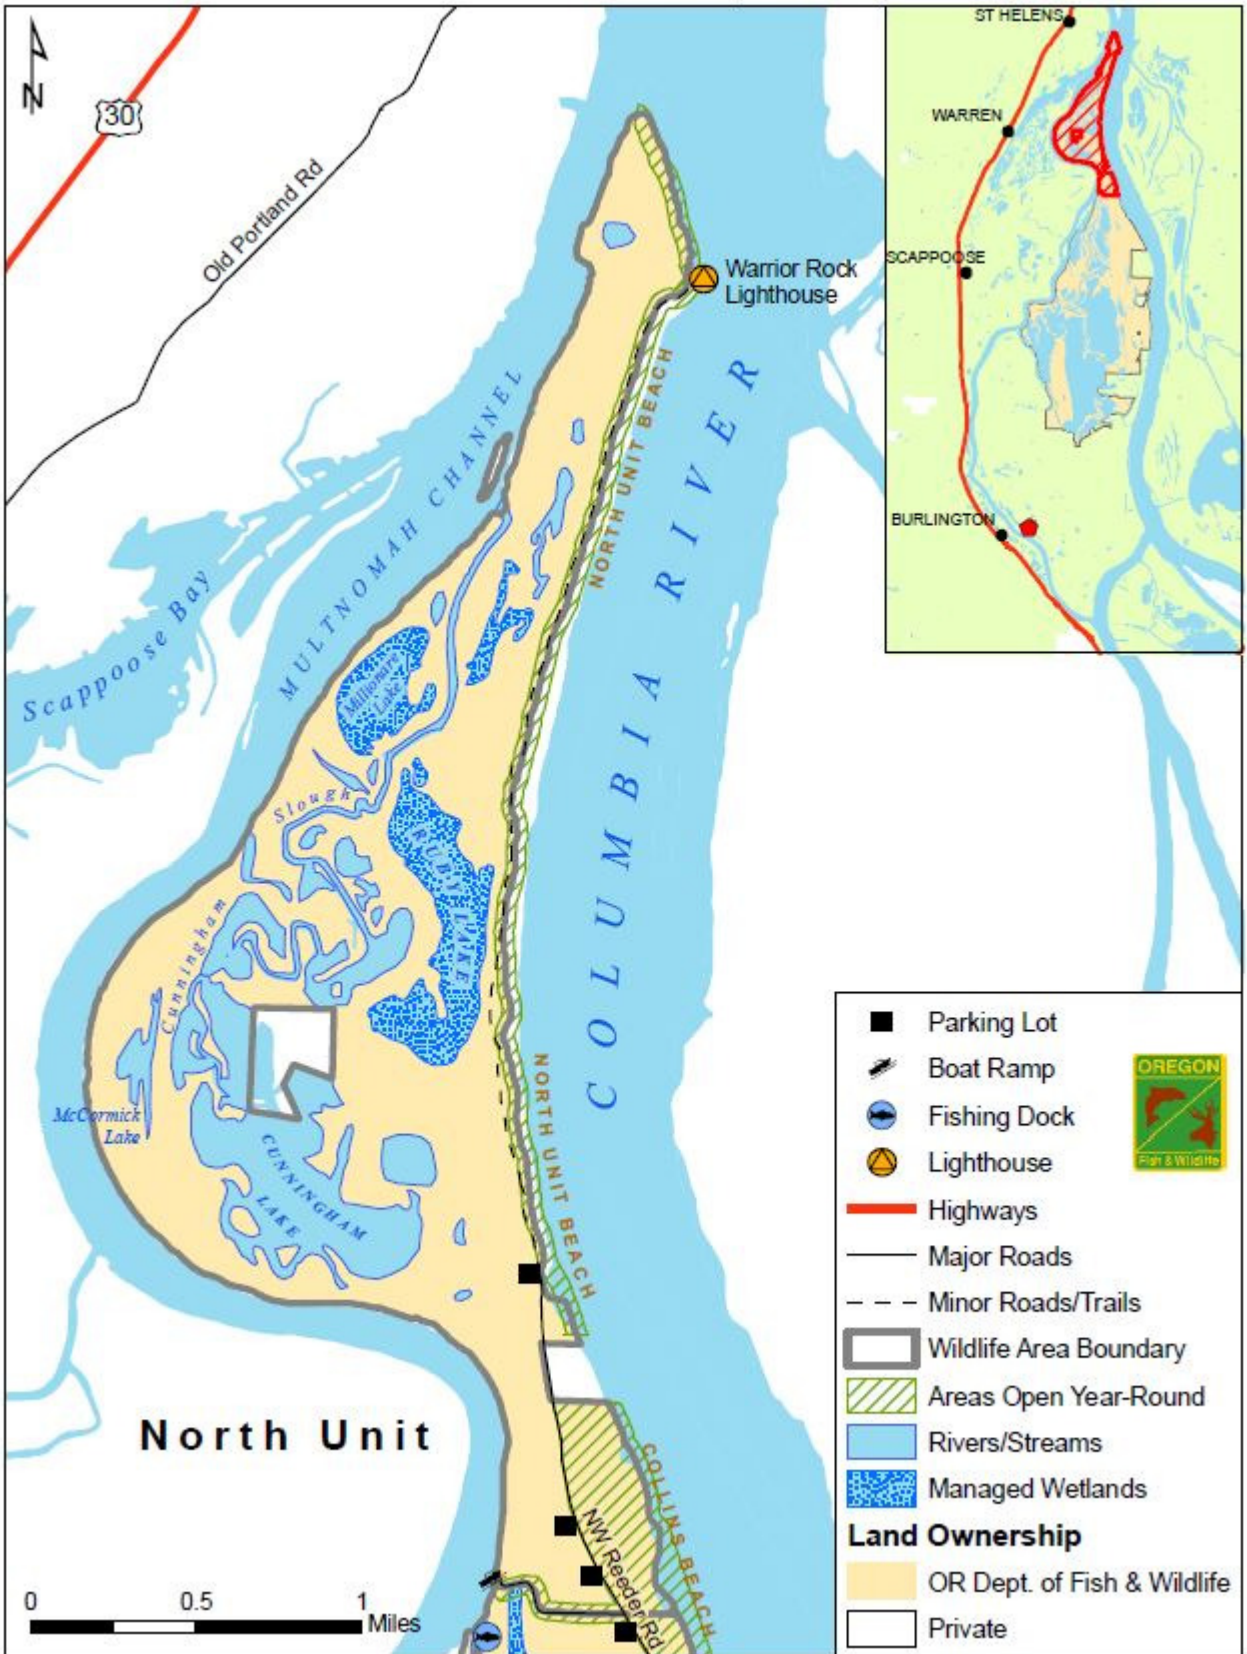 N
30
Old Portland Rd
Warrior Rock
Lighthouse
NORTH UNIT BEACH
MULTNOMAH CHANNEL
COLUMBIA RIVER
Scappoose Bay
Millionare
Lake
Slough
RUBY LAKE
Cunningham
McCormick
Lake
CUNNINGHAM
LAKE
NORTH UNIT BEACH
North Unit
COLLINS BEACH
NW Reeder Rd
0
0.5
1
Miles
ST HELENS
WARREN
SCAPPOOSE
BURLINGTON
Parking Lot
Boat Ramp
Fishing Dock
Lighthouse
Highways
Major Roads
Minor Roads/Trails
Wildlife Area Boundary
Areas Open Year-Round
Rivers/Streams
Managed Wetlands
Land Ownership
OR Dept. of Fish & Wildlife
Private
OREGON
Fish & Wildlife